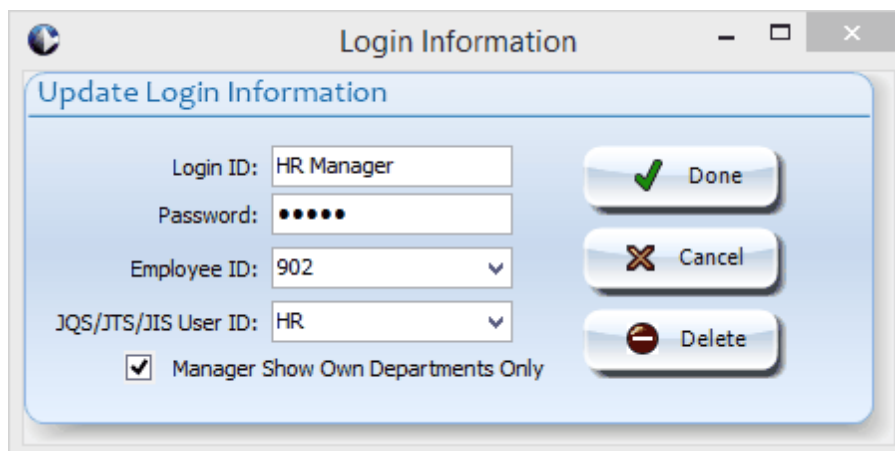 Login Information
Update Login Information
Login ID: HR Manager
Done
Password: •••••
Employee ID: 902
Cancel
JQS/JTS/JIS User ID: HR
Delete
Manager Show Own Departments Only